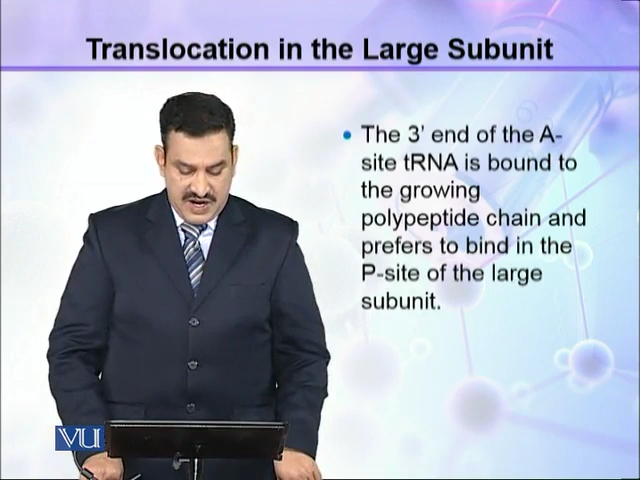 Translocation in the Large Subunit
• The 3' end of the A-
site tRNA is bound to
the growing
polypeptide chain and
prefers to bind in the
P-site of the large
subunit.
VU